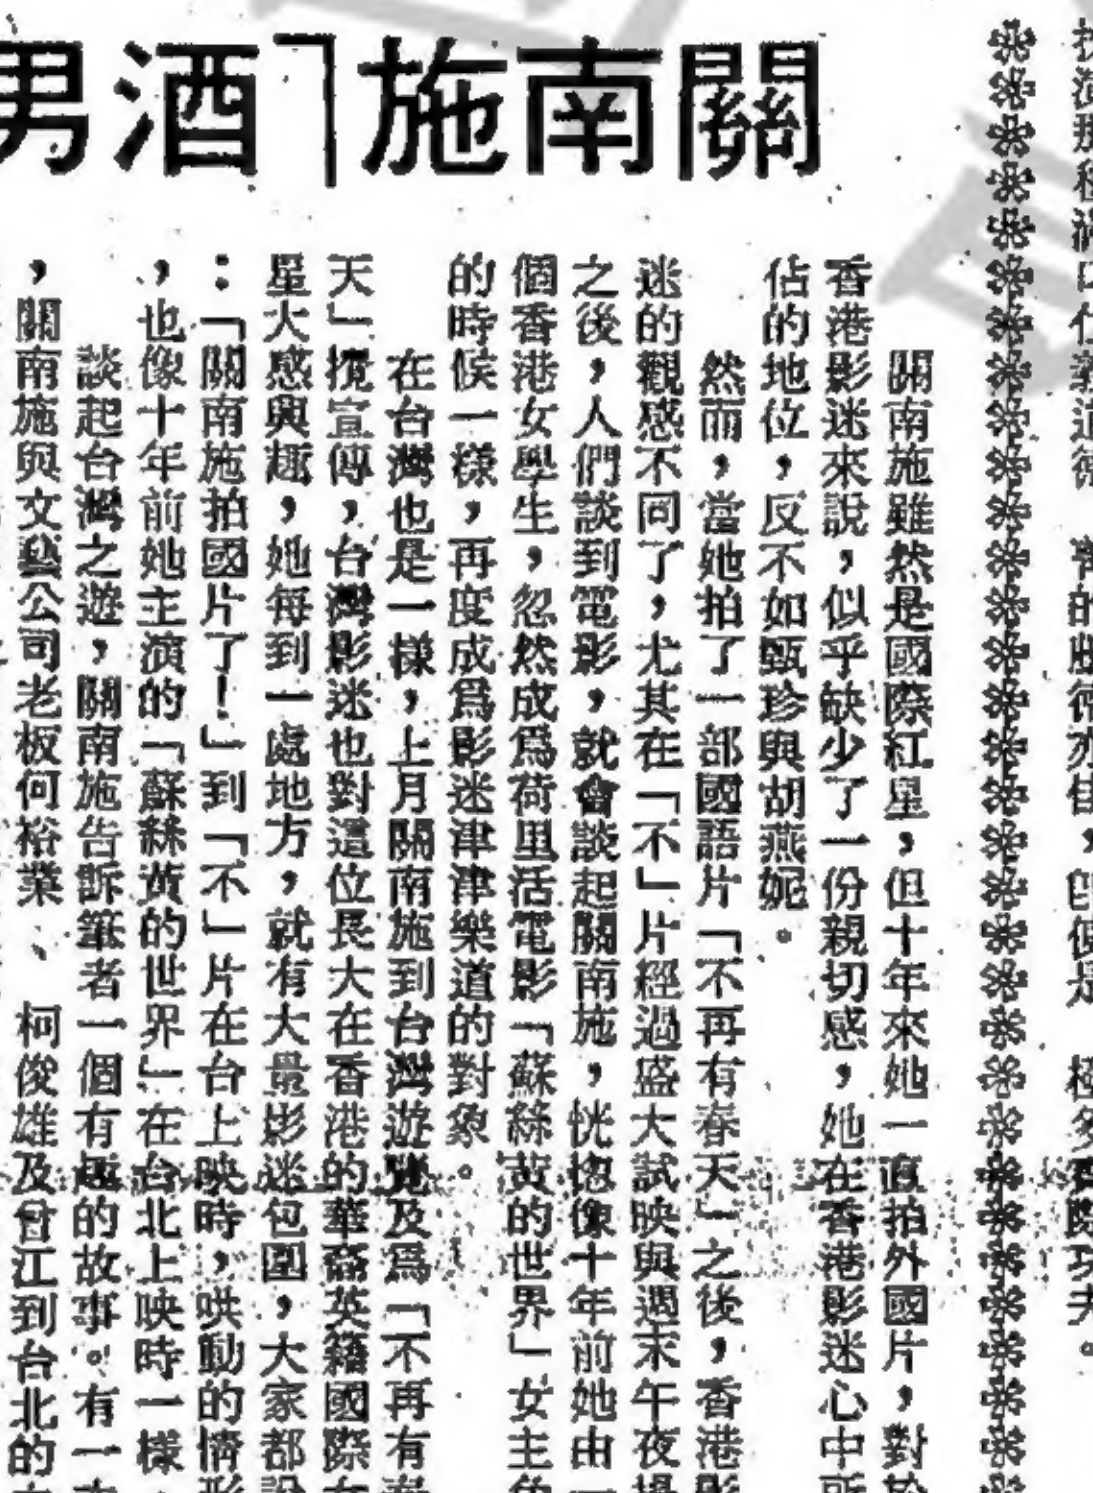 關南施「酒男
關南施雖然是國際紅星，但十年來她一直拍外國片，對於
香港影迷來說，似乎缺少了一份親切感，她在香港影迷心中所
佔的地位，反不如甄珍與胡燕妮。
然而，當她拍了一部國語片「不再有春天」之後，香港影
迷的觀感不同了，尤其在「不」片經過盛大試映與週末午夜場
之後，人們談到電影，就會談起關南施，恍惚像十年前她由一
個香港女學生，忽然成爲荷里活電影「蘇絲黃的世界」女主角
的時候一樣，再度成爲影迷津津樂道的對象。
在台灣也是一樣，上月關南施到台灣遊覽及爲「不再有春
天」攪宣傳，台灣影迷也對這位長大在香港的華裔英籍國際女
星大感興趣，她每到一處地方，就有大量影迷包圍，大家都說
：「關南施拍國片了！」到「不」片在台上映時，哄動的情形
，也像十年前她主演的「蘇絲黃的世界」在台北上映時一樣
談起台灣之遊，關南施告訴筆者一個有趣的故事。有一
，關南施與文藝公司老板何裕業、柯俊雄及曾江到台北的